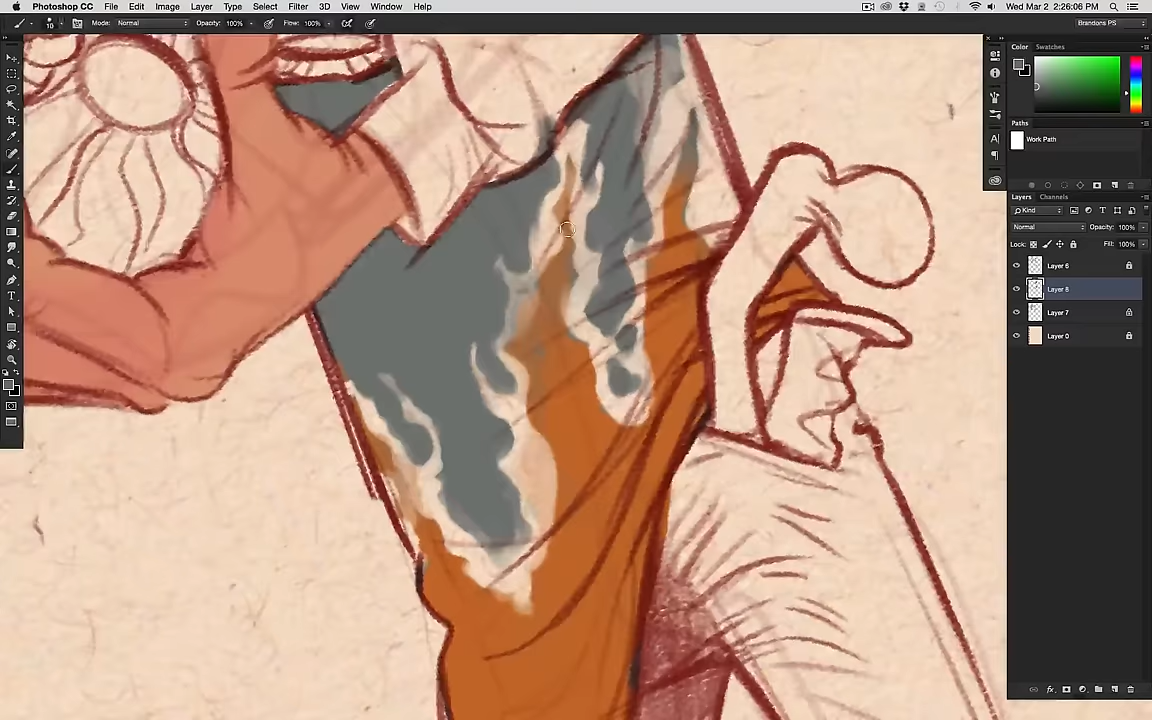 Photoshop CC File Edit Image Layer Type Select Filter 3D View Window Help Wed Mar 2 2:26:06 PM
10 Mode: Normal Opacity: 100% Flow: 100% Brandons PS
Color Swatches
Paths
Work Path
Layers Channels
Kind
Normal Opacity: 100%
Lock: Fill: 100%
Layer 6
Layer 8
Layer 7
Layer 0